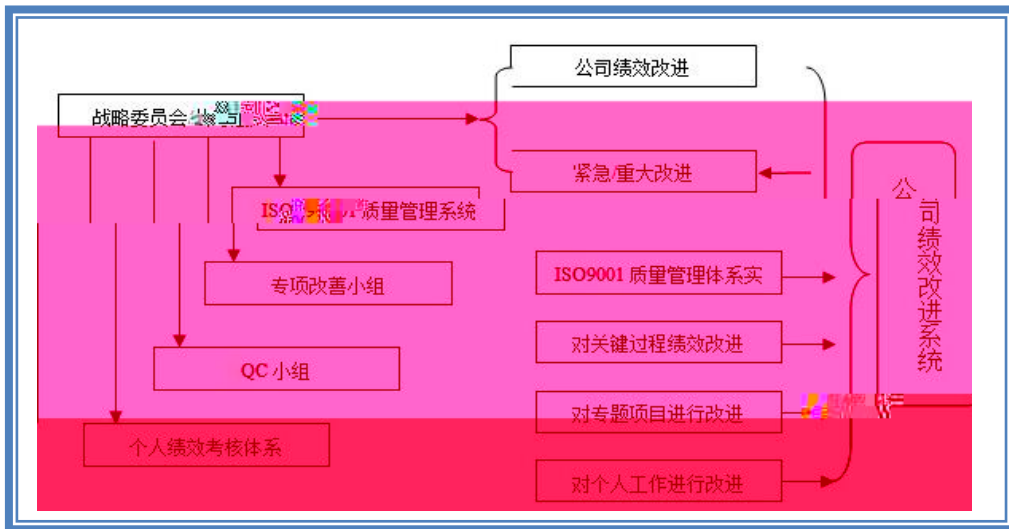 公司绩效改进
战略委员会
紧急/重大改进
ISO 质量管理系统
专项改善小组
ISO9001 质量管理体系实
对关键过程绩效改进
QC 小组
对专题项目进行改进
个人绩效考核体系
对个人工作进行改进
公司绩效改进系统